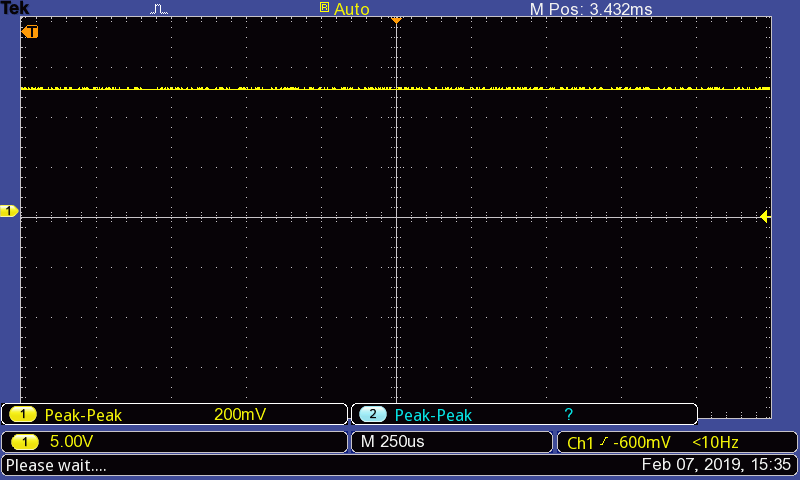 Tek R Auto M Pos: 3.432ms
T
1
1 Peak-Peak 200mV 2 Peak-Peak ?
1 5.00V M 250us Ch1 -600mV <10Hz
Please wait.... Feb 07, 2019, 15:35